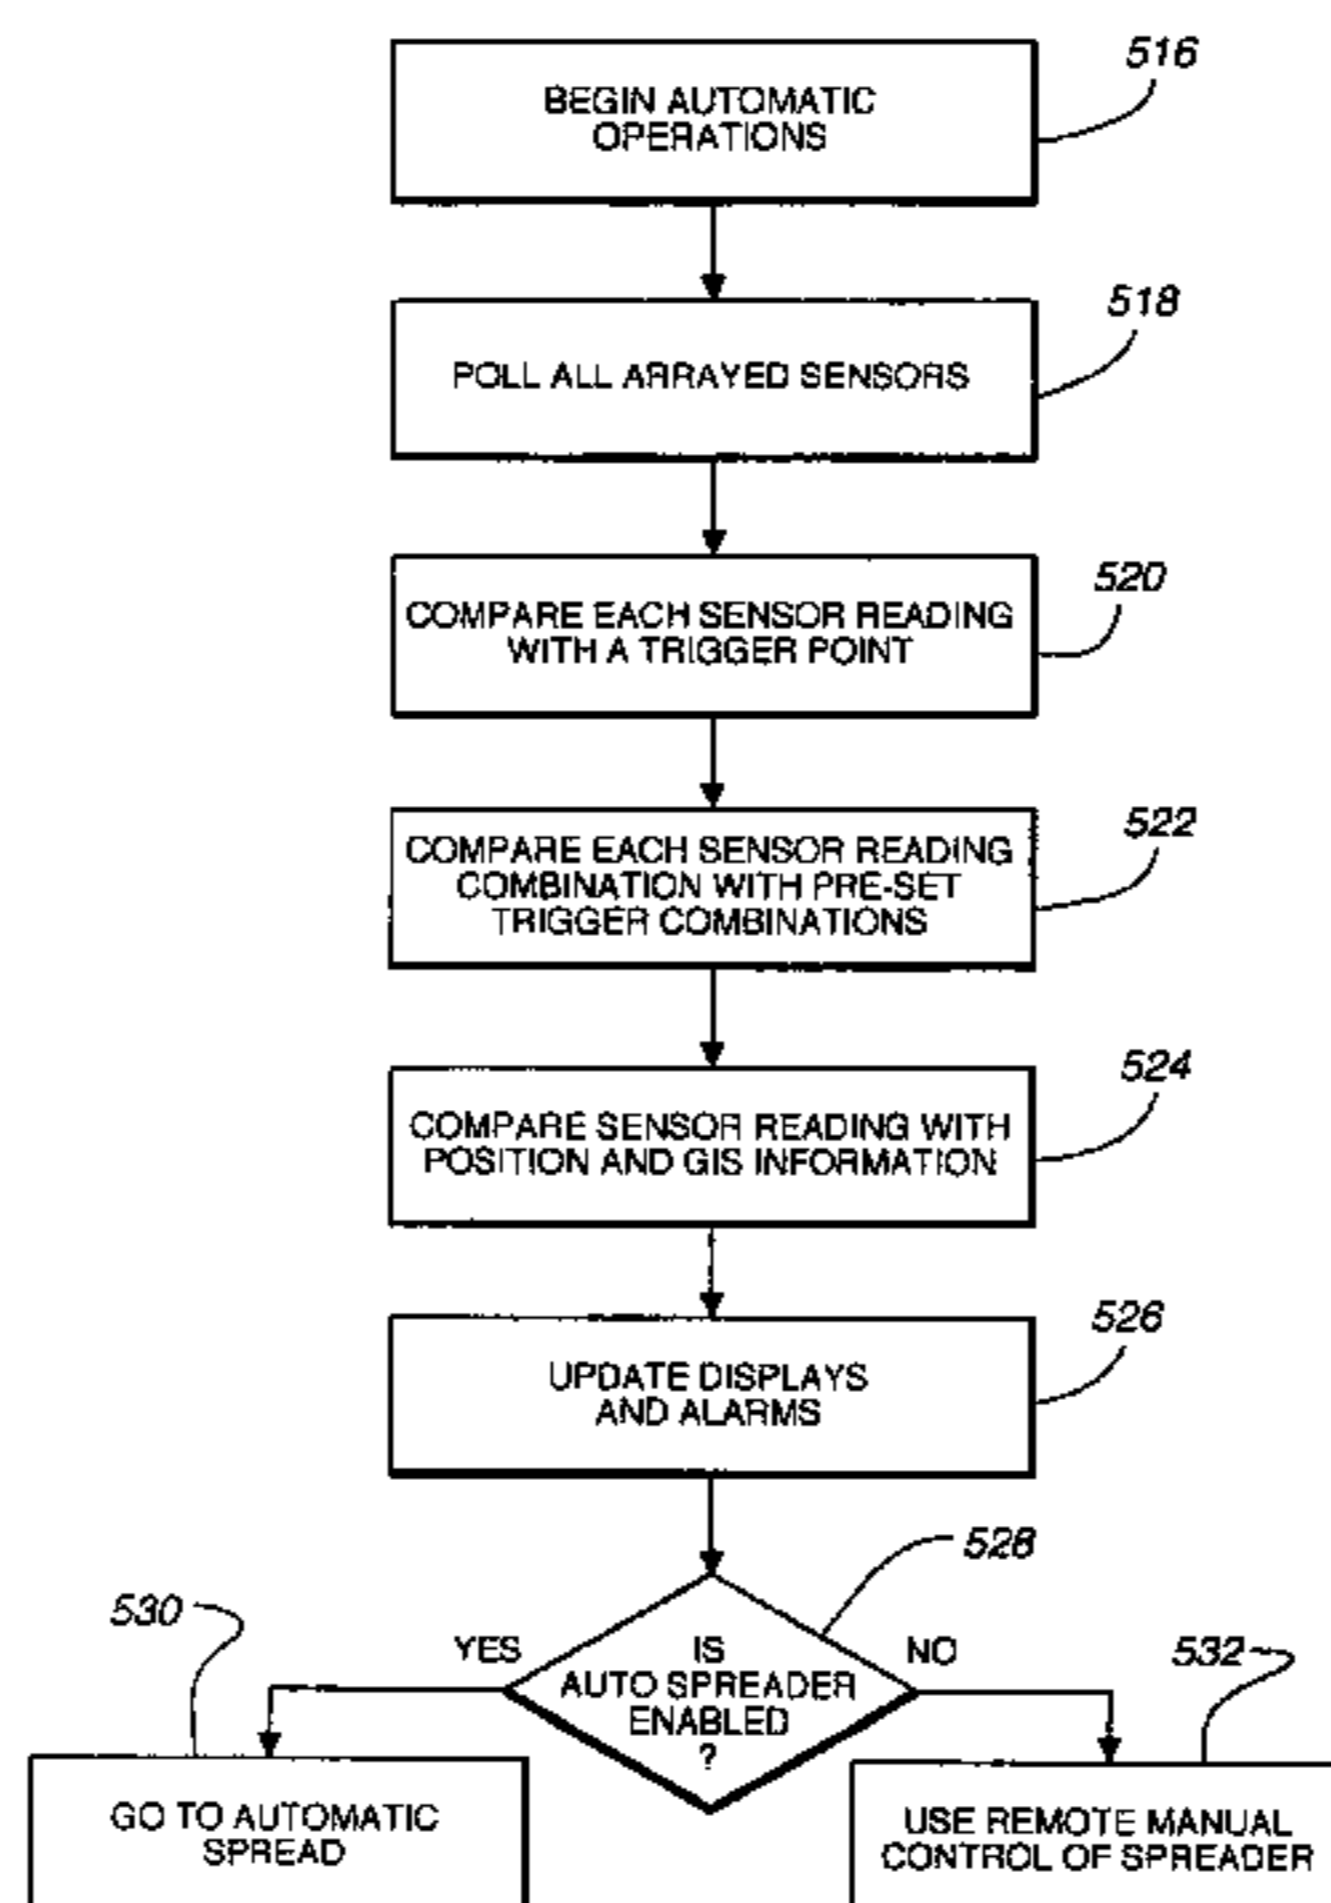 516
BEGIN AUTOMATIC
OPERATIONS
518
POLL ALL ARRAYED SENSORS
520
COMPARE EACH SENSOR READING
WITH A TRIGGER POINT
522
COMPARE EACH SENSOR READING
COMBINATION WITH PRE-SET
TRIGGER COMBINATIONS
524
COMPARE SENSOR READING WITH
POSITION AND GIS INFORMATION
526
UPDATE DISPLAYS
AND ALARMS
528
530
YES
IS
AUTO SPREADER
ENABLED
?
NO
532
GO TO AUTOMATIC
SPREAD
USE REMOTE MANUAL
CONTROL OF SPREADER